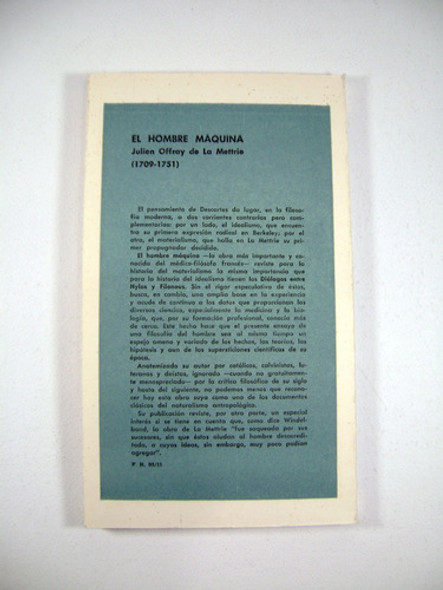 EL HOMBRE MÁQUINA
Julien Offray de La Mettrie
(1709-1751)
El pensamiento de Descartes da lugar, en la filoso-
fía moderna, a dos corrientes contrarias pero com-
plementarias: por un lado, el idealismo, que encuen-
tra su primera expresión radical en Berkeley; por el
otro, el materialismo, que halla en La Mettrie su pri-
mer propugnador decidido.
El hombre máquina —la obra más importante y co-
nocida del médico-filósofo francés— reviste para la
historia del materialismo la misma importancia que
para la historia del idealismo tienen los Diálogos entre
Hylas y Filonous. Sin el rigor especulativo de éstos,
busca, en cambio, una amplia base en la experiencia
y acude de continuo a los datos que proporcionan las
diversas ciencias, especialmente la medicina y la bio-
logía, que, por su formación profesional, conocía más
de cerca. Este hecho hace que el presente ensayo de
una filosofía del hombre sea al mismo tiempo un
espejo ameno y variado de los hechos, las teorías, las
hipótesis y aun de las supersticiones científicas de su
época.
Anatemizado su autor por católicos, calvinistas, lu-
teranos y deístas, ignorado —cuando no gratuitamen-
te menospreciado— por la crítica filosófica de su siglo
y hasta del siguiente, no podemos menos que recono-
cer hoy esta obra suya como uno de los documentos
clásicos del naturalismo antropológico.
Su publicación reviste, por otra parte, un especial
interés si se tiene en cuenta que, como dice Windel-
band, la obra de La Mettrie "fue saqueada por sus
sucesores, sin que éstos aludan al hombre desacredi-
tado, a cuyas ideas, sin embargo, muy poco podían
agregar".